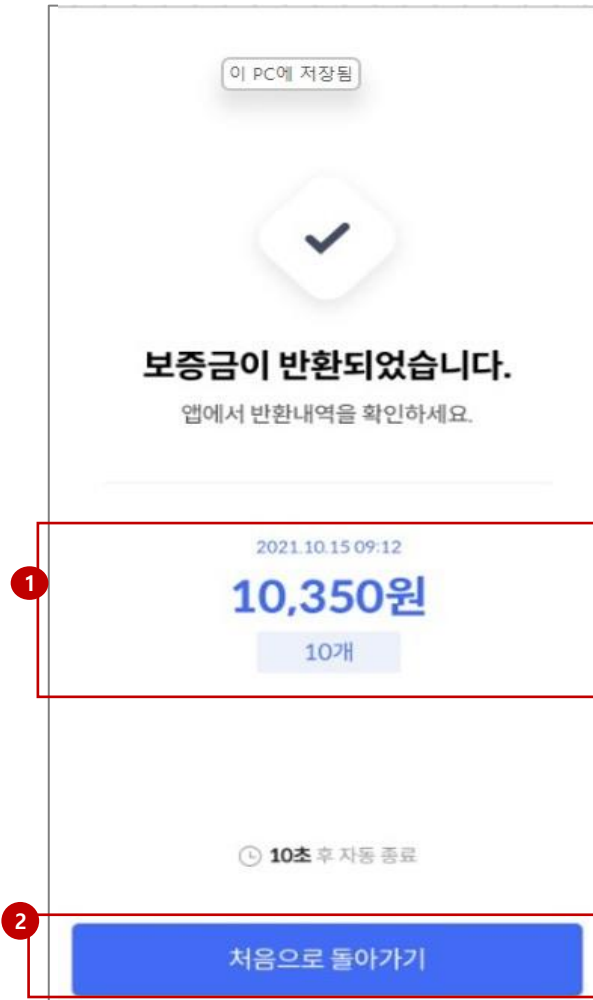 이 PC에 저장됨
보증금이 반환되었습니다.
앱에서 반환내역을 확인하세요.
1
2021.10.15 09:12
10,350원
10개
10초 후 자동 종료
2
처음으로 돌아가기